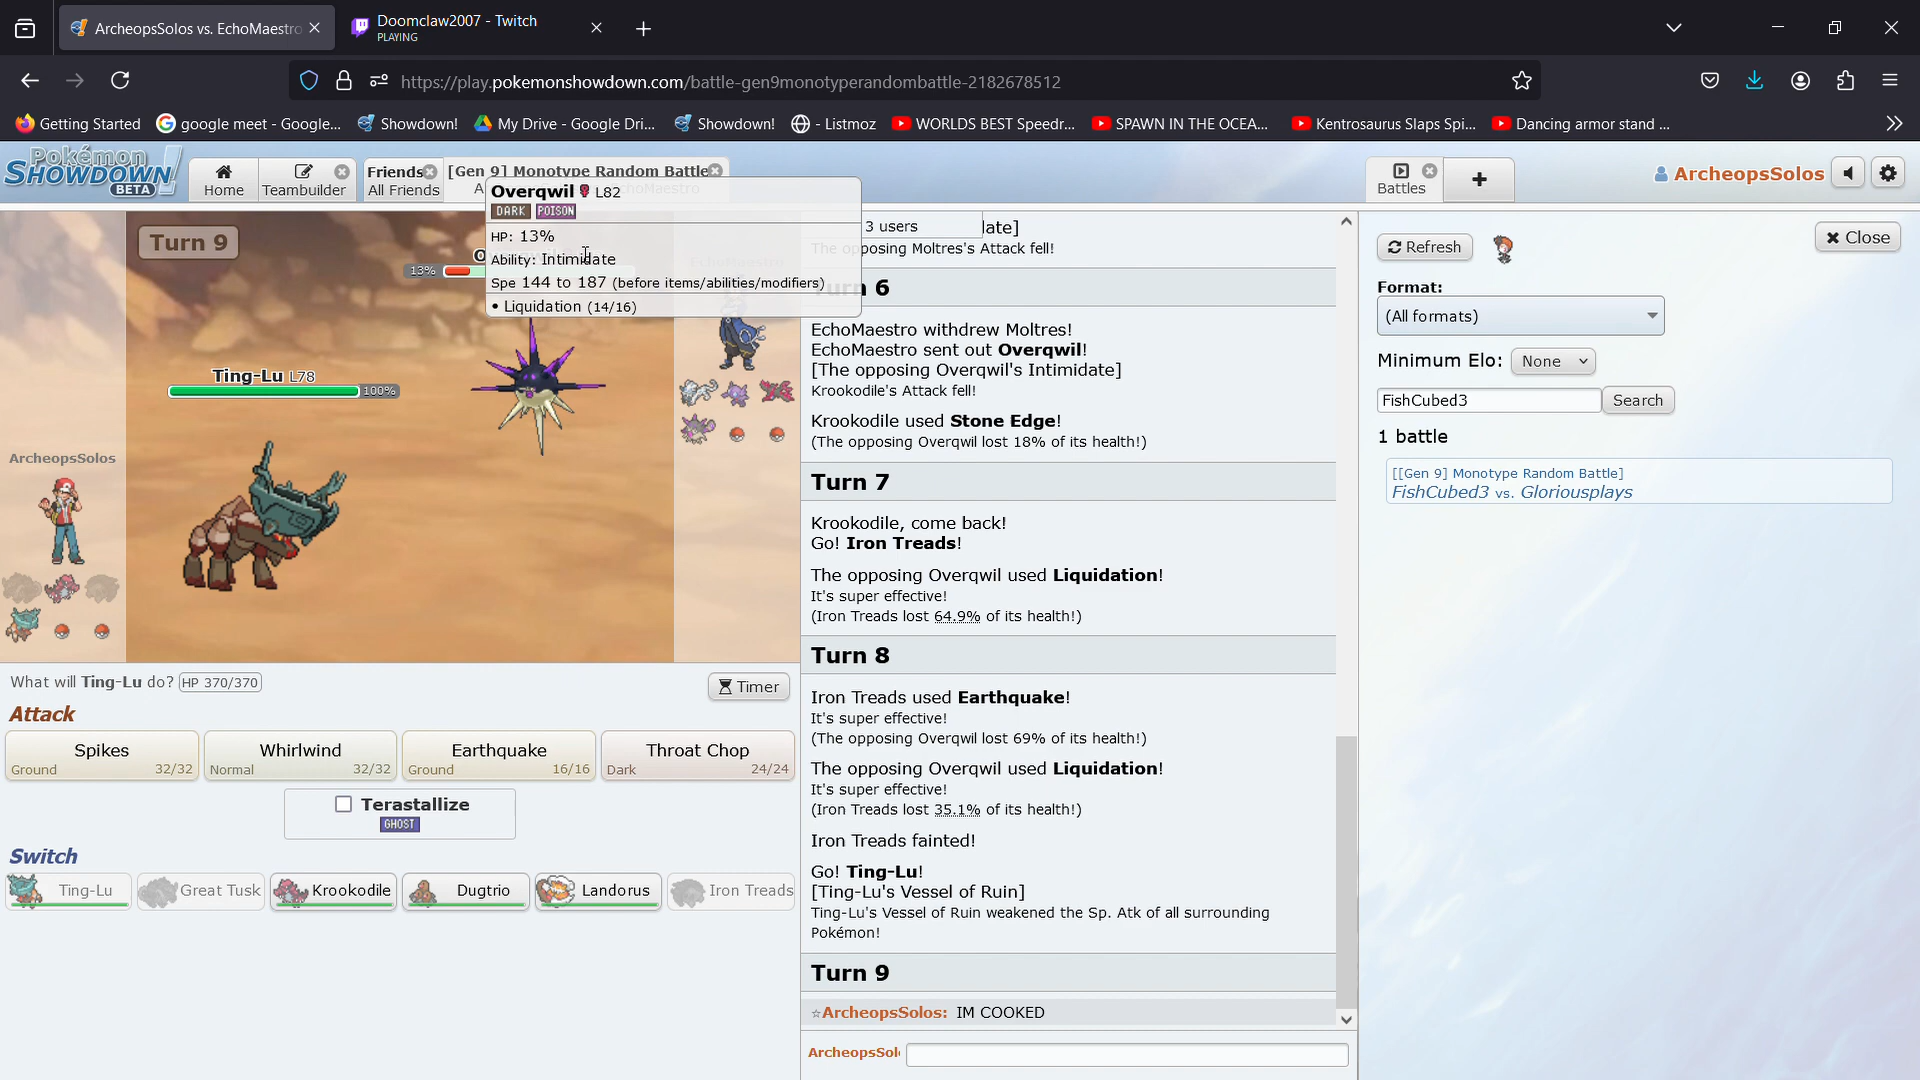 ArcheopsSolos vs. EchoMaestro
Doomclaw2007 - Twitch
PLAYING
https://play.pokemonshowdown.com/battle-gen9monotyperandombattle-2182678512
Getting Started
google meet - Google...
Showdown!
My Drive - Google Dri...
Showdown!
- Listmoz
WORLDS BEST Speedr...
SPAWN IN THE OCEA...
Kentrosaurus Slaps Spi...
Dancing armor stand ...
Pokémon
SHOWDOWN!
BETA
Home
Teambuilder
Friends
All Friends
[Gen 9] Monotype Random Battle
Battles
ArcheopsSolos
Overqwil L82
DARK POISON
HP: 13%
Ability: Intimidate
Spe 144 to 187 (before items/abilities/modifiers)
• Liquidation (14/16)
Turn 9
13%
Ting-Lu L78
100%
ArcheopsSolos
What will Ting-Lu do? HP 370/370
Timer
Attack
Spikes
Ground 32/32
Whirlwind
Normal 32/32
Earthquake
Ground 16/16
Throat Chop
Dark 24/24
Terastallize
GHOST
Switch
Ting-Lu
Great Tusk
Krookodile
Dugtrio
Landorus
Iron Treads
3 users
date]
The opposing Moltres's Attack fell!
6
EchoMaestro withdrew Moltres!
EchoMaestro sent out Overqwil!
[The opposing Overqwil's Intimidate]
Krookodile's Attack fell!
Krookodile used Stone Edge!
(The opposing Overqwil lost 18% of its health!)
Turn 7
Krookodile, come back!
Go! Iron Treads!
The opposing Overqwil used Liquidation!
It's super effective!
(Iron Treads lost 64.9% of its health!)
Turn 8
Iron Treads used Earthquake!
It's super effective!
(The opposing Overqwil lost 69% of its health!)
The opposing Overqwil used Liquidation!
It's super effective!
(Iron Treads lost 35.1% of its health!)
Iron Treads fainted!
Go! Ting-Lu!
[Ting-Lu's Vessel of Ruin]
Ting-Lu's Vessel of Ruin weakened the Sp. Atk of all surrounding
Pokémon!
Turn 9
☆ArcheopsSolos: IM COOKED
ArcheopsSol
Refresh
Close
Format:
(All formats)
Minimum Elo: None
FishCubed3
Search
1 battle
[[Gen 9] Monotype Random Battle]
FishCubed3 vs. Gloriousplays